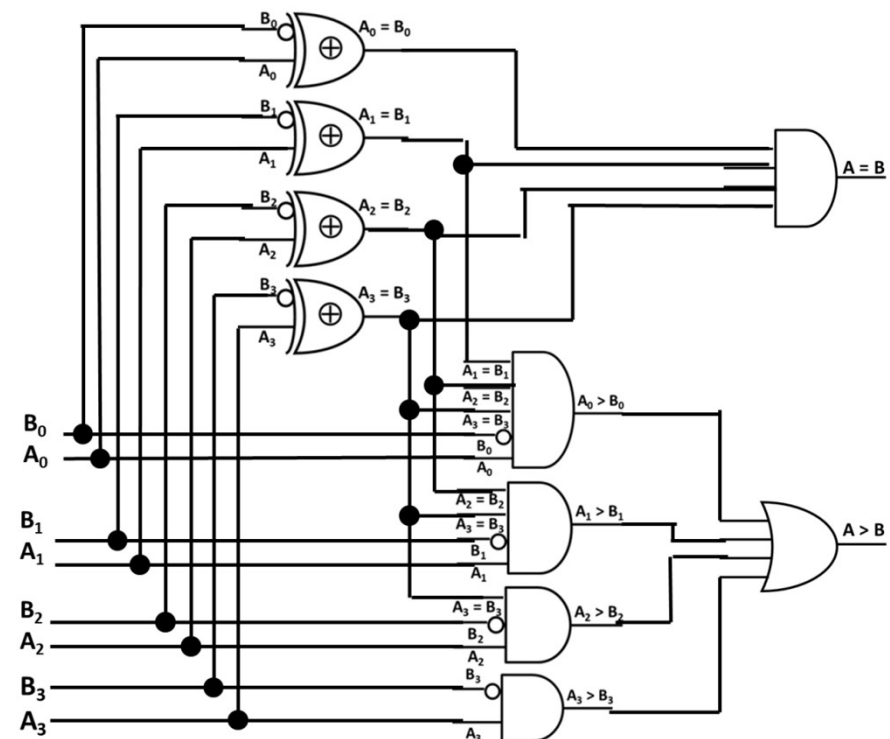 B₀
A₀ = B₀
A₀
B₁
A₁ = B₁
A₁
B₂
A₂ = B₂
A₂
B₃
A₃ = B₃
A₃
A = B
A₁ = B₁
A₂ = B₂
A₃ = B₃
B₀
A₀
A₀ > B₀
B₀
A₀
A₂ = B₂
A₃ = B₃
B₁
A₁
A₁ > B₁
B₁
A₁
A > B
A₃ = B₃
B₂
A₂
A₂ > B₂
B₂
A₂
B₃
A₃
A₃ > B₃
B₃
A₃